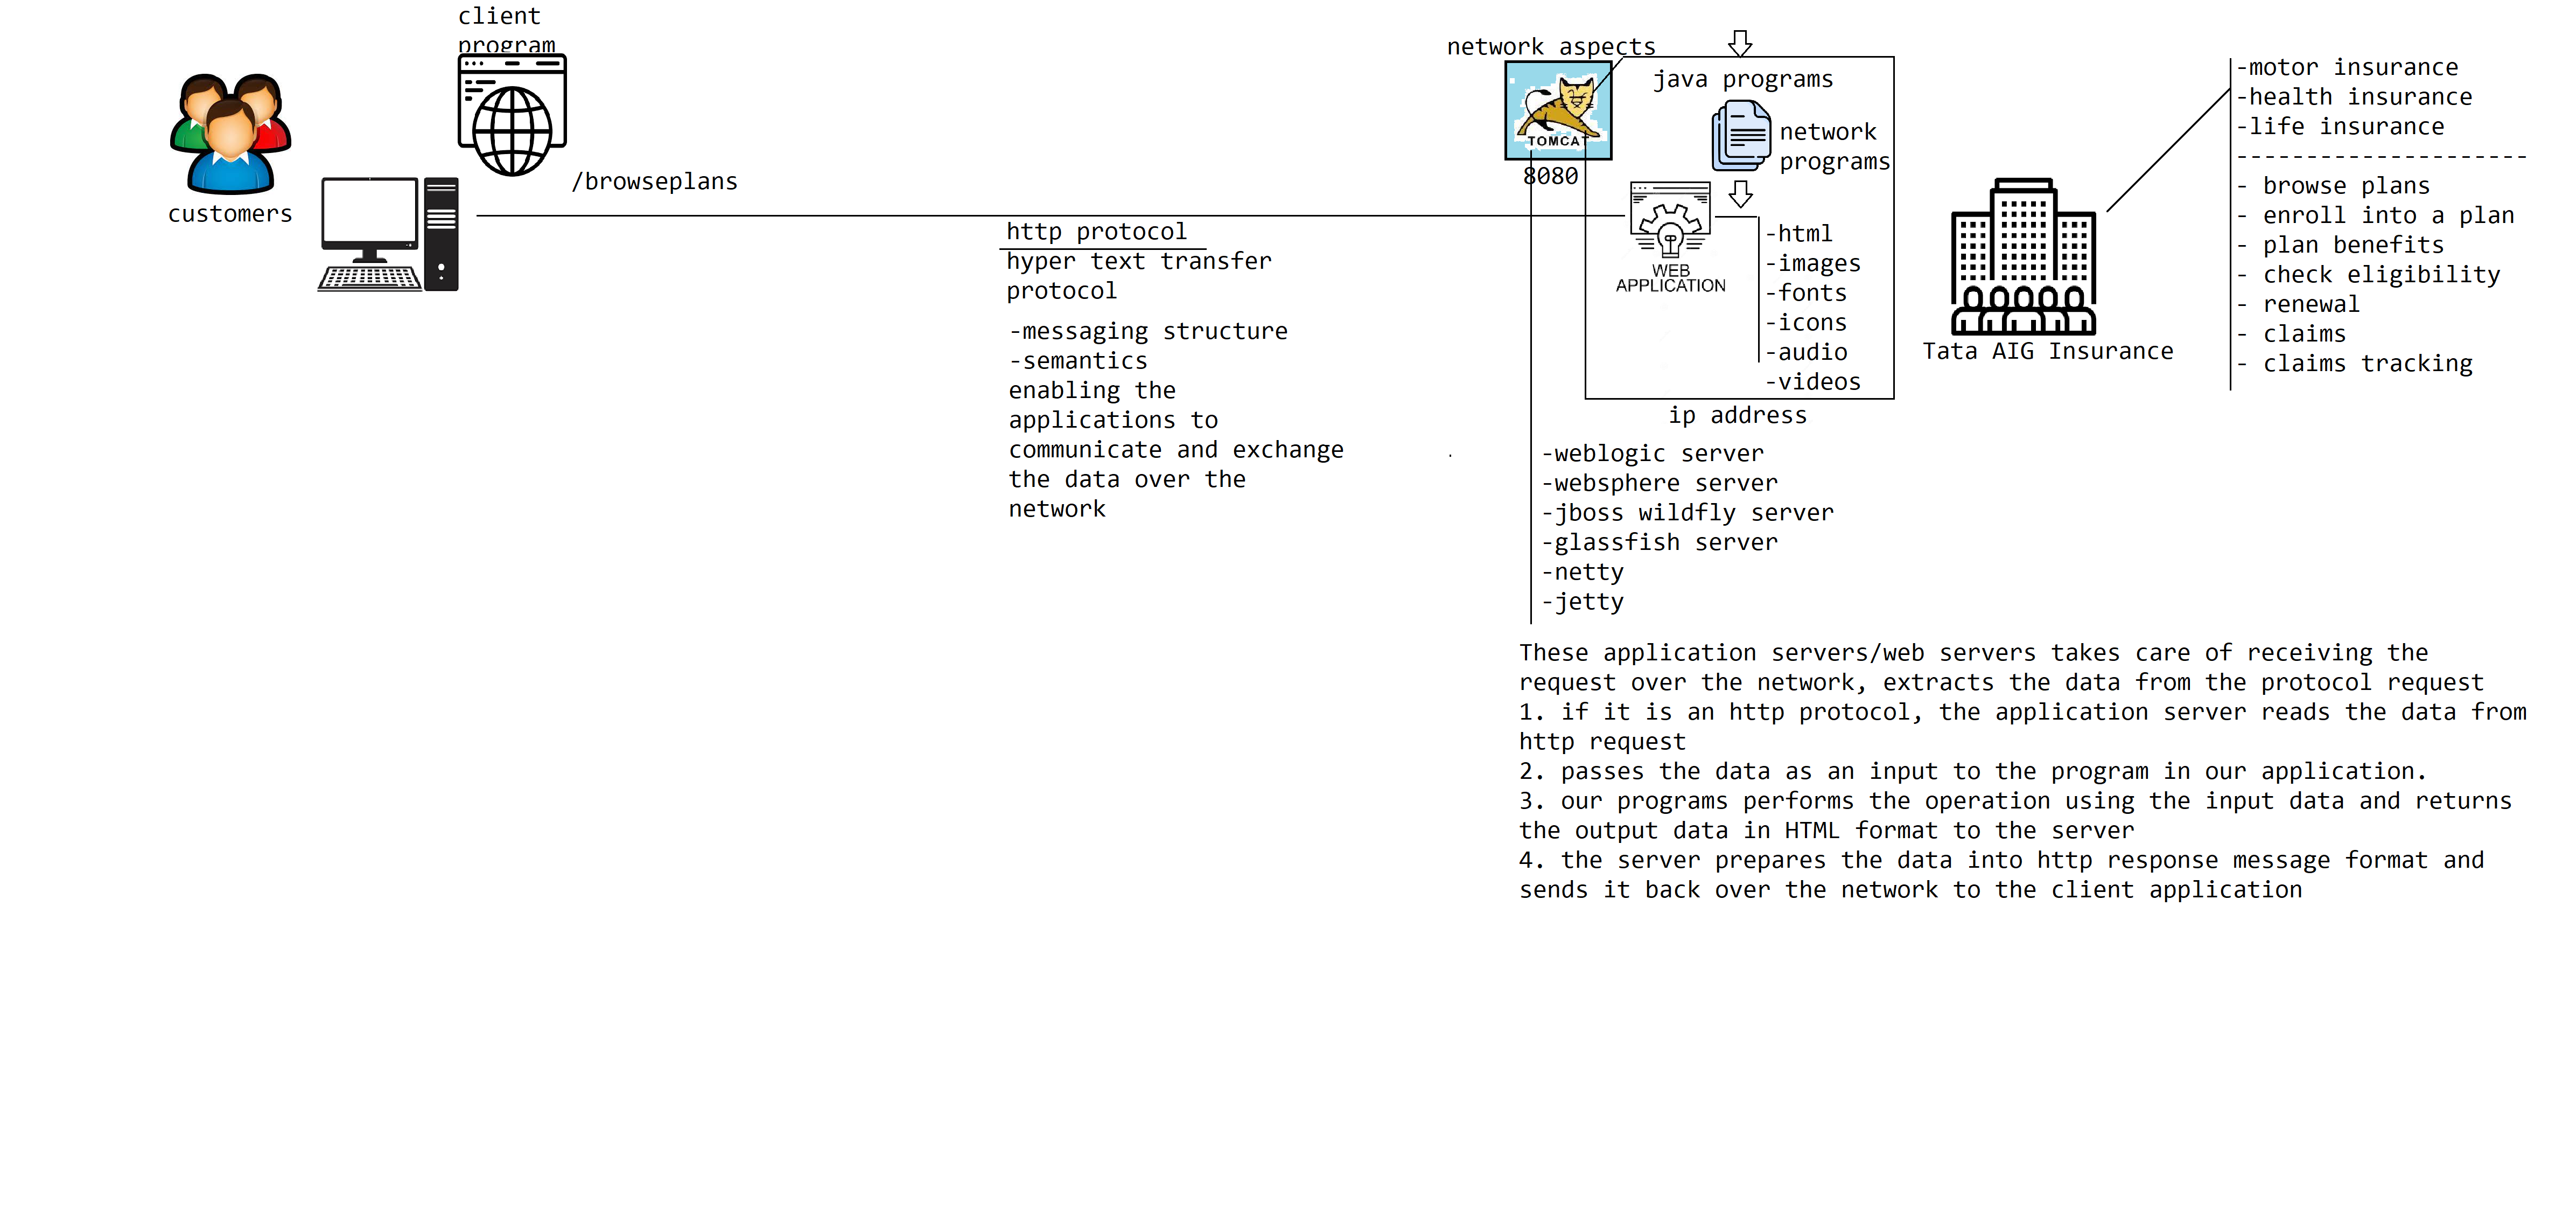 client
program
customers
/browseplans
http protocol
hyper text transfer
protocol
-messaging structure
-semantics
enabling the
applications to
communicate and exchange
the data over the
network
network aspects
TOMCAT
8080
java programs
network
programs
WEB
APPLICATION
-html
-images
-fonts
-icons
-audio
-videos
ip address
-weblogic server
-websphere server
-jboss wildfly server
-glassfish server
-netty
-jetty
Tata AIG Insurance
-motor insurance
-health insurance
-life insurance
---------------------
- browse plans
- enroll into a plan
- plan benefits
- check eligibility
- renewal
- claims
- claims tracking
These application servers/web servers takes care of receiving the
request over the network, extracts the data from the protocol request
1. if it is an http protocol, the application server reads the data from
http request
2. passes the data as an input to the program in our application.
3. our programs performs the operation using the input data and returns
the output data in HTML format to the server
4. the server prepares the data into http response message format and
sends it back over the network to the client application